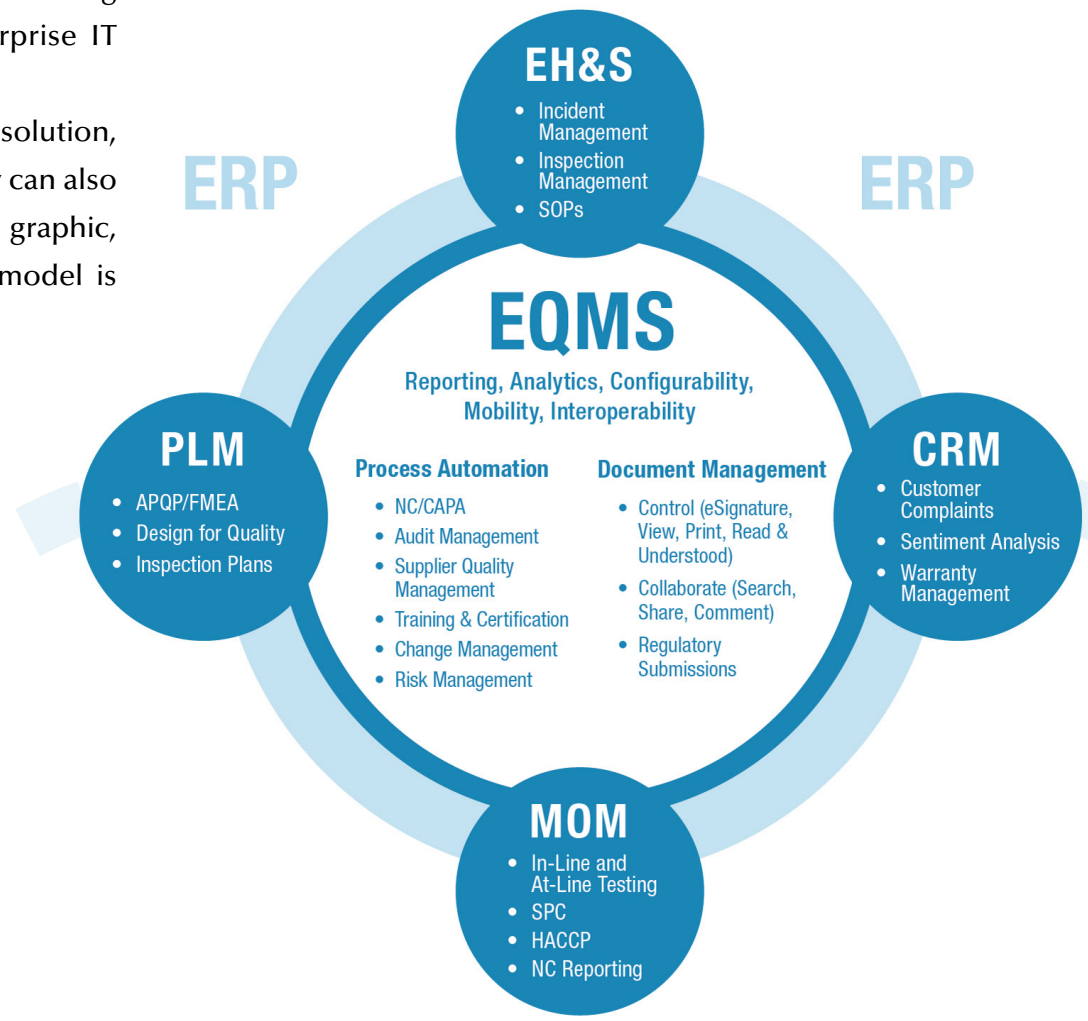 erprise IT
solution,
can also
graphic,
model is
ERP
ERP
EH&S
• Incident
Management
• Inspection
Management
• SOPs
EQMS
Reporting, Analytics, Configurability,
Mobility, Interoperability
Process Automation
• NC/CAPA
• Audit Management
• Supplier Quality
Management
• Training & Certification
• Change Management
• Risk Management
Document Management
• Control (eSignature,
View, Print, Read &
Understood)
• Collaborate (Search,
Share, Comment)
• Regulatory
Submissions
PLM
• APQP/FMEA
• Design for Quality
• Inspection Plans
CRM
• Customer
Complaints
• Sentiment Analysis
• Warranty
Management
MOM
• In-Line and
At-Line Testing
• SPC
• HACCP
• NC Reporting